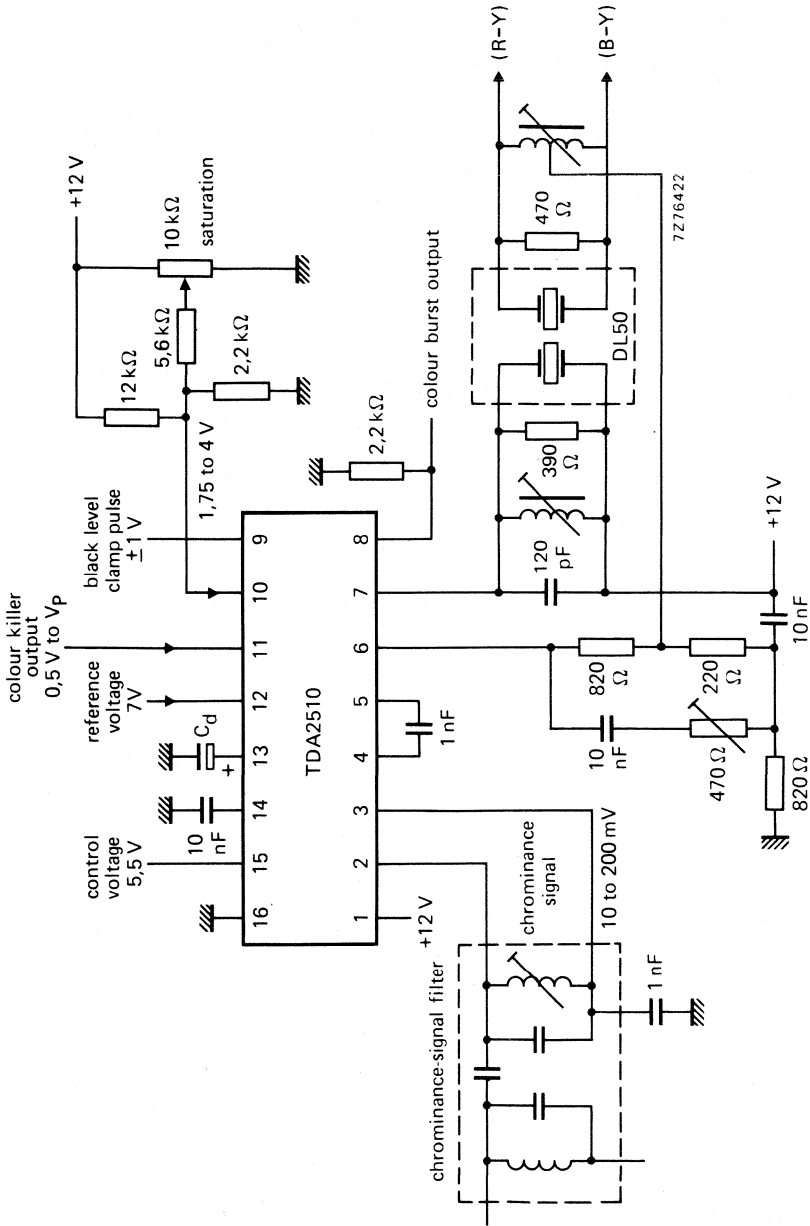 colour killer
output
0,5 V to Vp
black level
clamp pulse
±1 V
reference
voltage
7V
control
voltage
5,5 V
+12 V
12 kΩ
10 kΩ
saturation
5,6 kΩ
2,2 kΩ
1,75 to 4 V
Cd
+
10
nF
16
15
14
13
12
11
10
9
TDA2510
1
2
3
4
5
6
7
8
2,2 kΩ
colour burst output
+12 V
1 nF
chrominance-signal filter
chrominance
signal
10 to 200 mV
1 nF
10
nF
470 Ω
820 Ω
820
Ω
220
Ω
10 nF
+12 V
120
pF
390
Ω
DL50
470
Ω
(R-Y)
(B-Y)
7Z76422